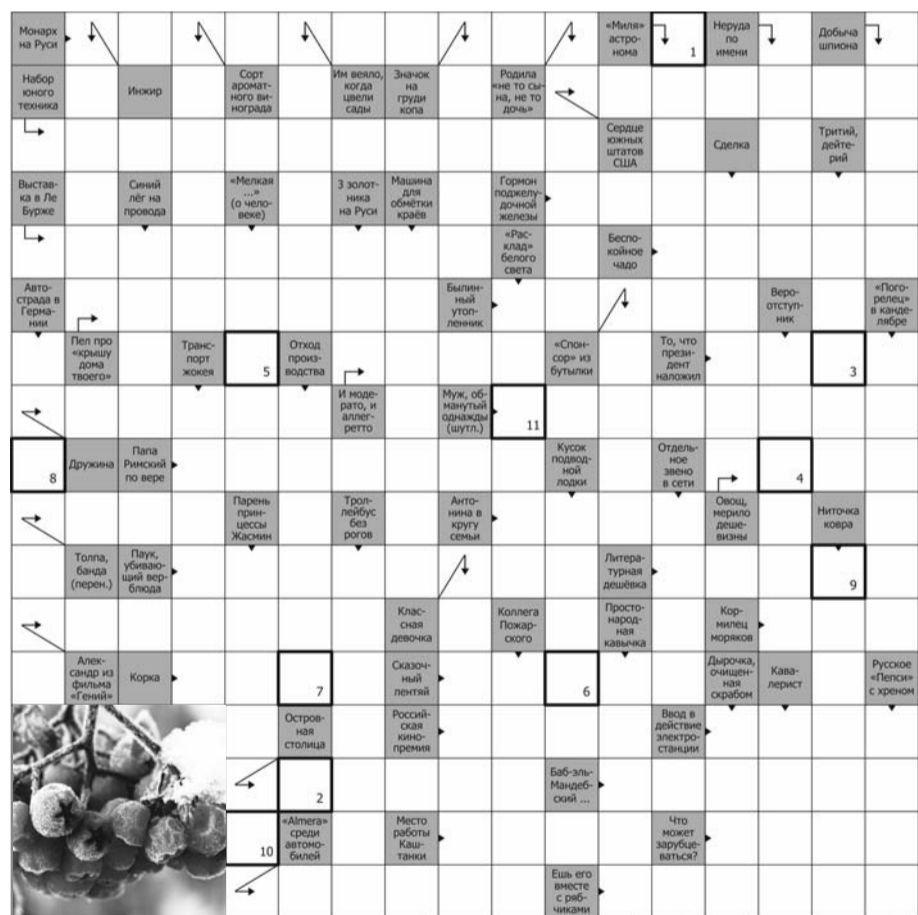 Монарх
на Руси
«Миля»
астро-
нома
1
Неруда
по
имени
Добыча
шпиона
Набор
юного
техника
Инжир
Сорт
аромат-
ного ви-
нограда
Им веяло,
когда
цвели
сады
Значок
на
груди
копа
Родила
«не то сы-
на, не то
дочь»
Сердце
южных
штатов
США
Сделка
Тритий,
дейте-
рий
Выстав-
ка в Ле
Бурже
Синий
лёг на
провода
«Мелкая
...»
(о чело-
веке)
3 золот-
ника
на Руси
Машина
для
обмётки
краёв
Гормон
поджелу-
дочной
железы
«Рас-
клад»
белого
света
Беспо-
койное
чадо
Авто-
страда в
Герма-
нии
Былин-
ный
утоп-
ленник
Веро-
отступ-
ник
«Пого-
релец»
в канде-
лябре
Пел про
«крышу
дома
твоего»
Транс-
порт
жокея
5
Отход
произ-
водства
«Спон-
сор» из
бутылки
То, что
прези-
дент
наложил
3
И моде-
рато, и
аллег-
ретто
Муж, об-
манутый
однажды
(шутл.)
11
8
Дружина
Папа
Римский
по вере
Кусок
подвод-
ной
лодки
Отдель-
ное
звено
в сети
4
Парень
прин-
цессы
Жасмин
Трол-
лейбус
без
рогов
Анто-
нина в
кругу
семьи
Овощ,
мерило
деше-
визны
Ниточка
ковра
Толпа,
банда
(перен.)
Паук,
убиваю-
щий вер-
блюда
Литера-
турная
дешёвка
9
Клас-
сная
девочка
Коллега
Пожар-
ского
Просто-
народ-
ная
кавычка
Кор-
милец
моряков
Алек-
сандр из
фильма
«Гений»
Корка
7
Сказоч-
ный
лентяй
6
Дырочка,
очищен-
ная
скрабом
Кава-
лерист
Русское
«Пепси»
с хреном
Остров-
ная
столица
Россий-
ская
кино-
премия
Ввод в
действие
электро-
станции
2
Баб-эль-
Мандеб-
ский ...
10
«Almera»
среди
автомо-
билей
Место
работы
Каш-
танки
Что
может
зарубце-
ваться?
Ешь его
вместе
с ряб-
чиками